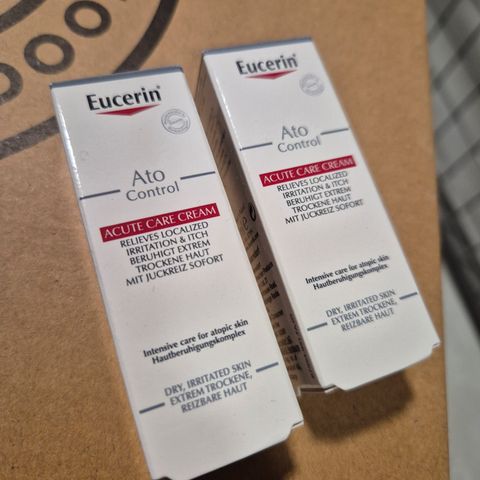 Eucerin
Ato
Control
ACUTE CARE CREAM
RELIEVES LOCALIZED
IRRITATION & ITCH
BERUHIGT EXTREM
TROCKENE HAUT
MIT JUCKREIZ SOFORT
Intensive care for atopic skin
Hautberuhigungskomplex
DRY, IRRITATED SKIN
EXTREM TROCKENE,
REIZBARE HAUT
Eucerin
Ato
Control
ACUTE CARE CREAM
RELIEVES LOCALIZED
IRRITATION & ITCH
BERUHIGT EXTREM
TROCKENE HAUT
MIT JUCKREIZ SOFORT
Intensive care for atopic skin
Hautberuhigungskomplex
DRY, IRRITATED SKIN
EXTREM TROCKENE,
REIZBARE HAUT